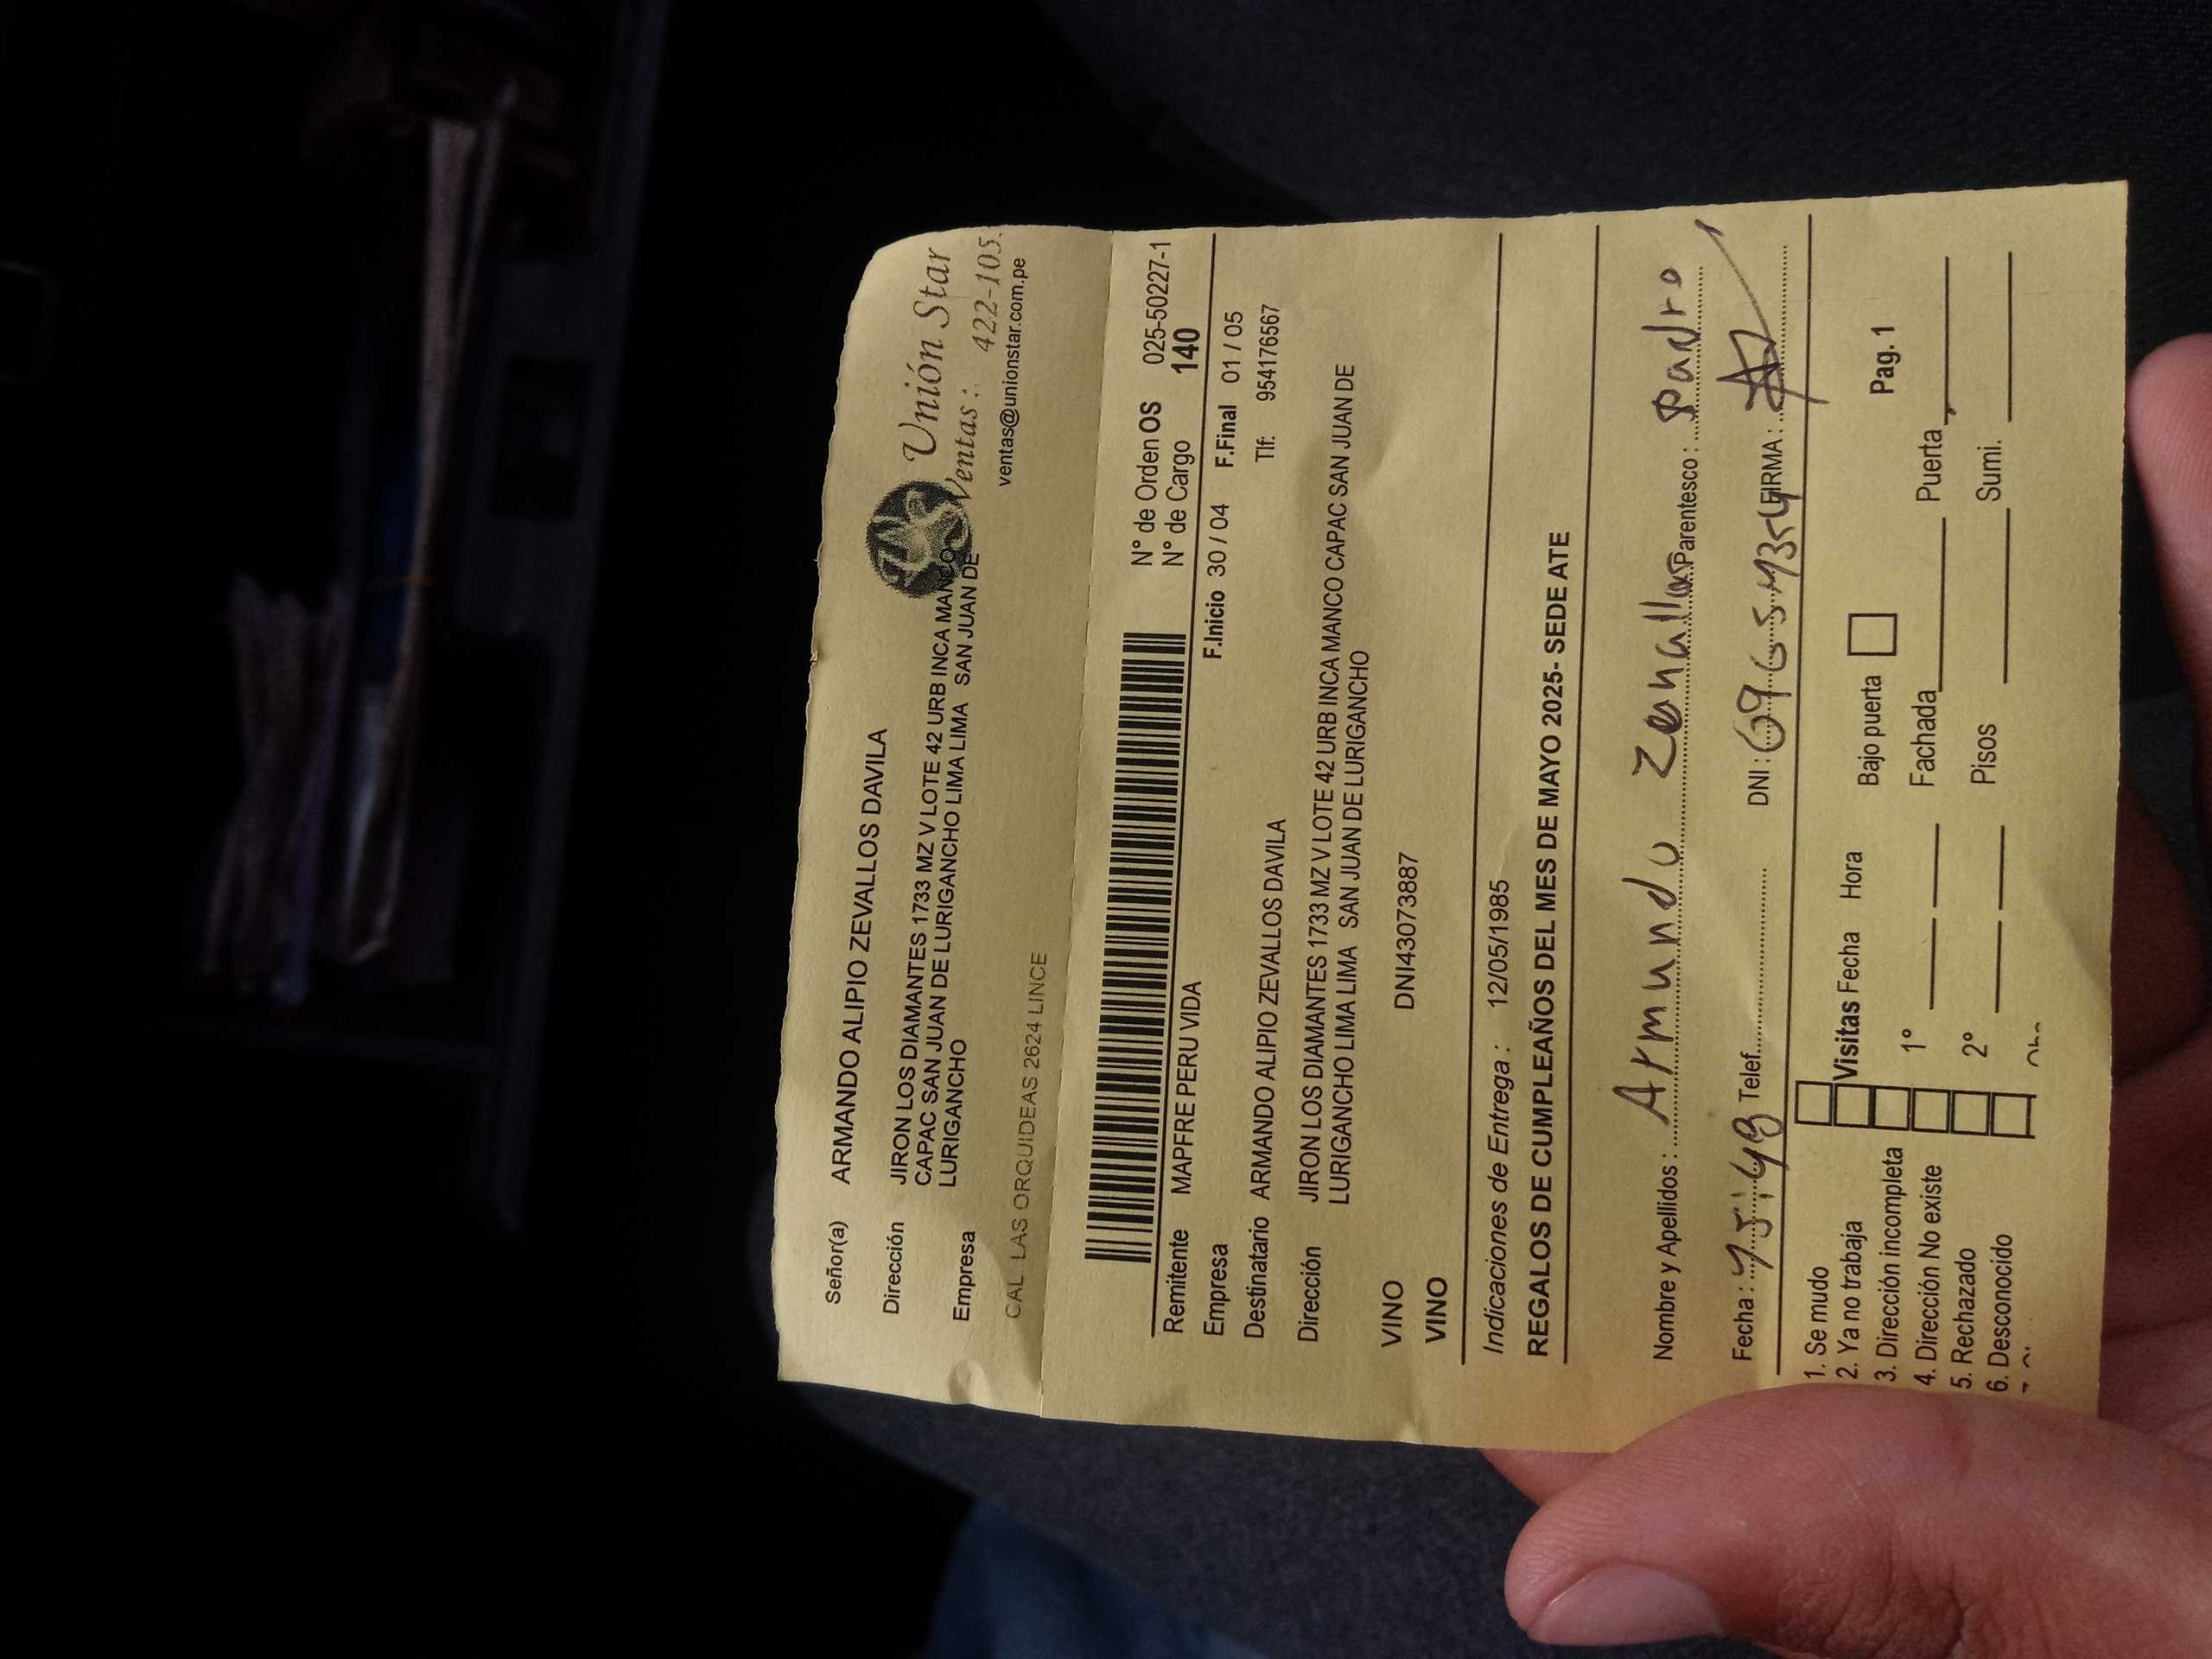 Señor(a) ARMANDO ALIPIO ZEVALLOS DAVILA
Unión Star
Ventas: 422-105
ventas@unionstar.com.pe
Dirección JIRON LOS DIAMANTES 1733 MZ V LOTE 42 URB INCA MANCO
CAPAC SAN JUAN DE LURIGANCHO LIMA LIMA SAN JUAN DE
LURIGANCHO
Empresa
CAL LAS ORQUIDEAS 2624 LINCE
N° de Orden OS 025-50227-1
N° de Cargo 140
Remitente MAPFRE PERU VIDA
F.Inicio 30 / 04 F.Final 01 / 05
Empresa
Tlf: 954176567
Destinatario ARMANDO ALIPIO ZEVALLOS DAVILA
Dirección JIRON LOS DIAMANTES 1733 MZ V LOTE 42 URB INCA MANCO CAPAC SAN JUAN DE
LURIGANCHO LIMA LIMA SAN JUAN DE LURIGANCHO
VINO DNI43073887
VINO
Indicaciones de Entrega : 12/05/1985
REGALOS DE CUMPLEAÑOS DEL MES DE MAYO 2025- SEDE ATE
Nombre y Apellidos : Armando Zevallos Parentesco : Padre
Fecha : Telef. DNI : FIRMA :
1. Se mudo
2. Ya no trabaja
3. Dirección incompleta
4. Dirección No existe
5. Rechazado
6. Desconocido
Visitas Fecha Hora Bajo puerta Pag. 1
1° Fachada Puerta
2° Pisos Sumi.